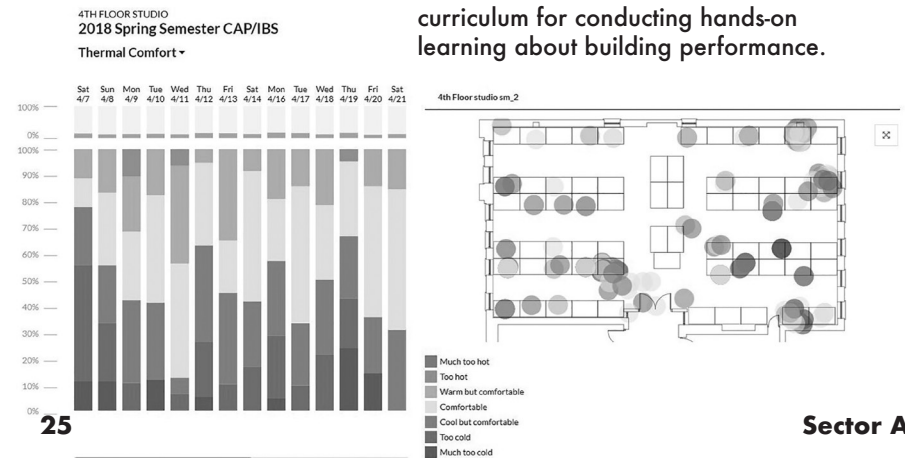 4TH FLOOR STUDIO
2018 Spring Semester CAP/IBS
Thermal Comfort
curriculum for conducting hands-on
learning about building performance.
Sat Sun Mon Tue Wed Thu Fri Sat Mon Tue Wed Thu Fri Sat
4/7 4/8 4/9 4/10 4/11 4/12 4/13 4/14 4/16 4/17 4/18 4/19 4/20 4/21
100%
0%
100%
90%
80%
70%
60%
50%
40%
30%
20%
10%
0%
4th Floor studio sm_2
Much too hot
Too hot
Warm but comfortable
Comfortable
Cool but comfortable
Too cold
Much too cold
25
Sector A